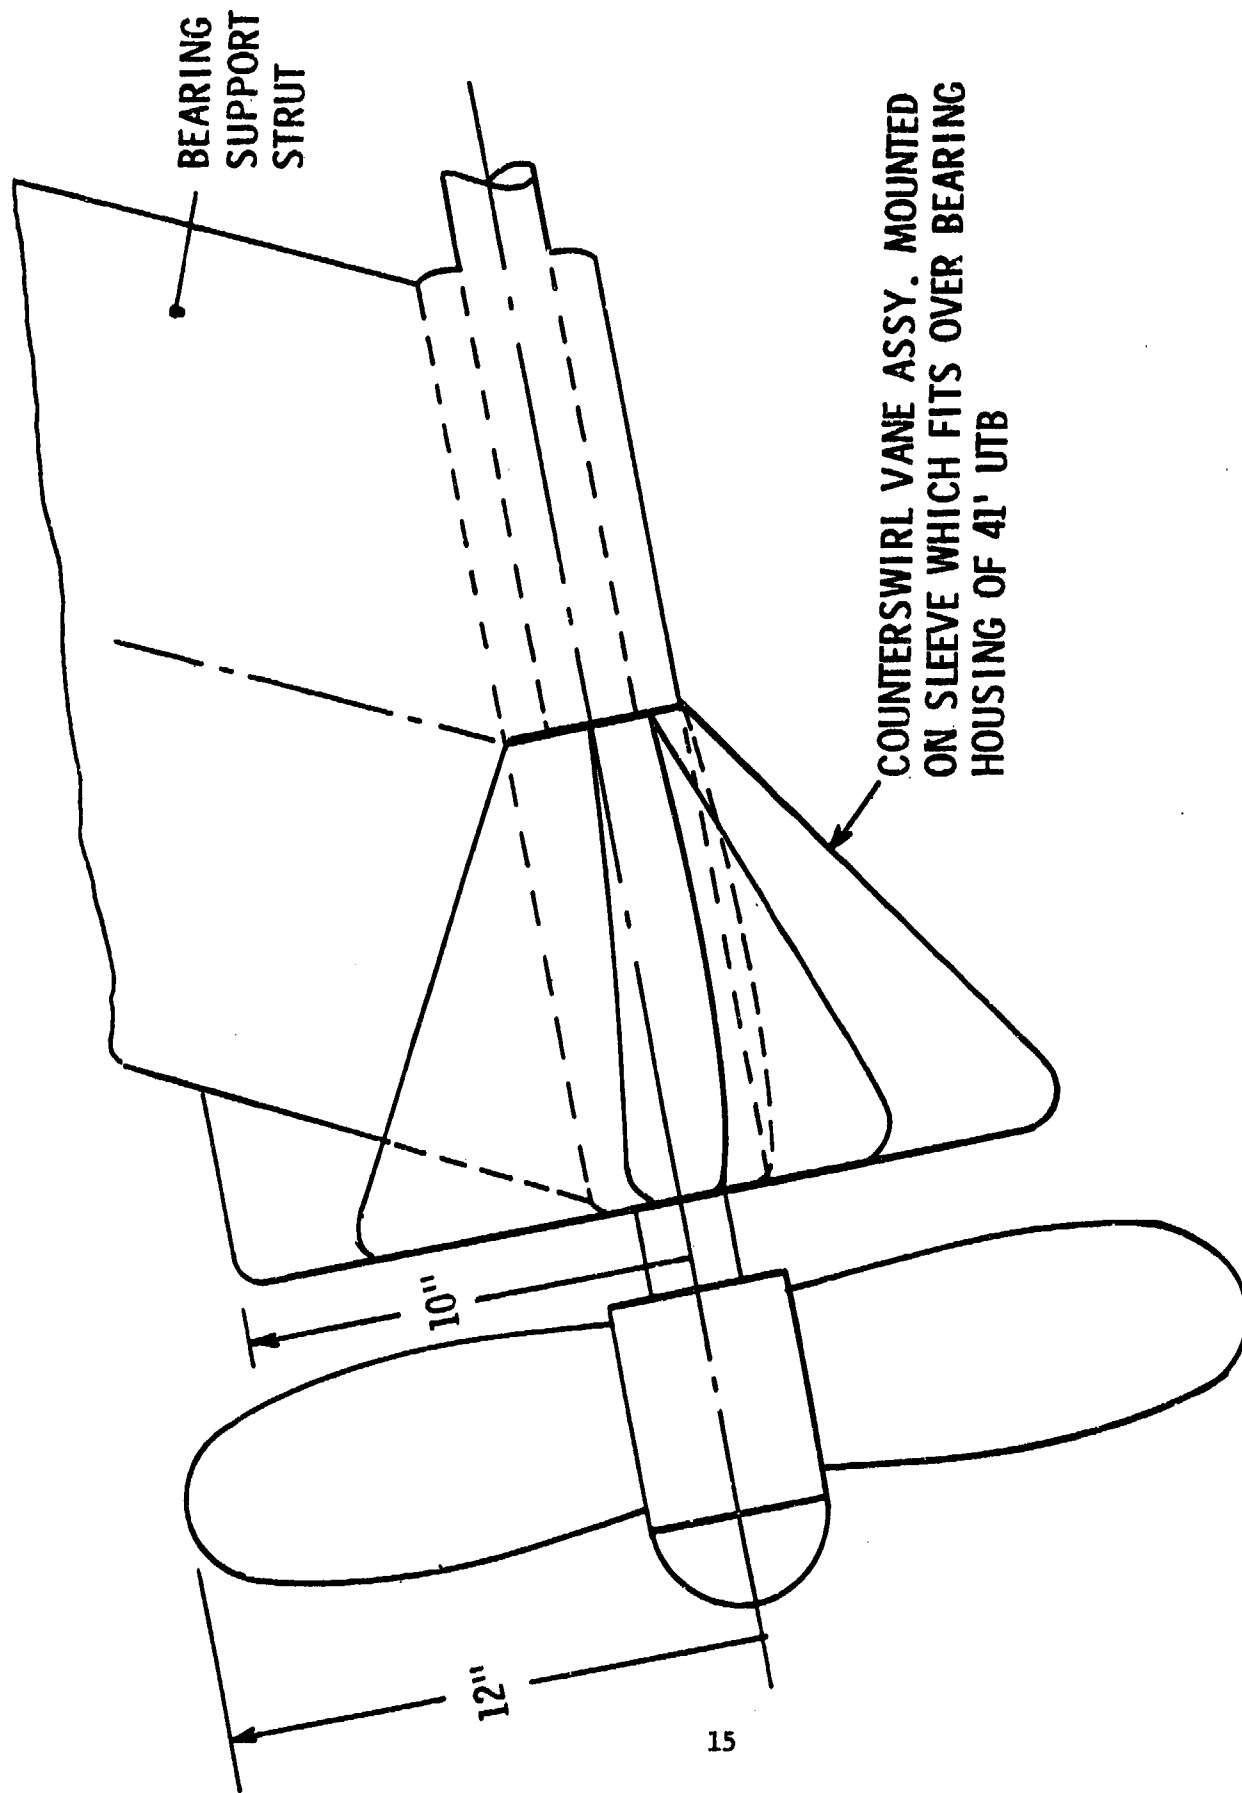 BEARING
SUPPORT
STRUT
COUNTERSWIRL VANE ASSY. MOUNTED
ON SLEEVE WHICH FITS OVER BEARING
HOUSING OF 41' UTB
10"
12"
15